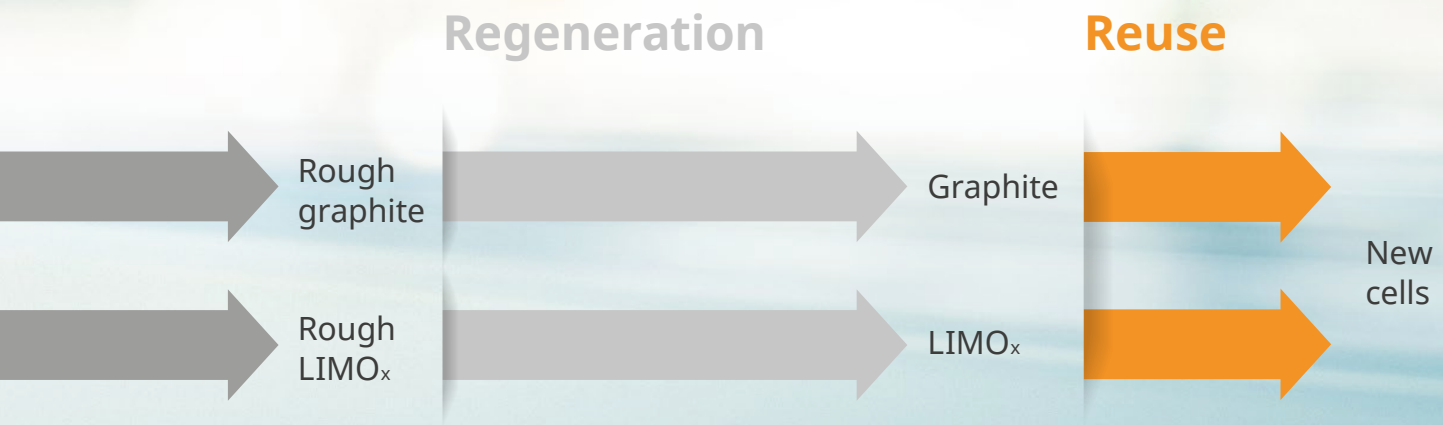 Regeneration
Reuse
Rough
graphite
Graphite
New
cells
Rough
LIMOₓ
LIMOₓ